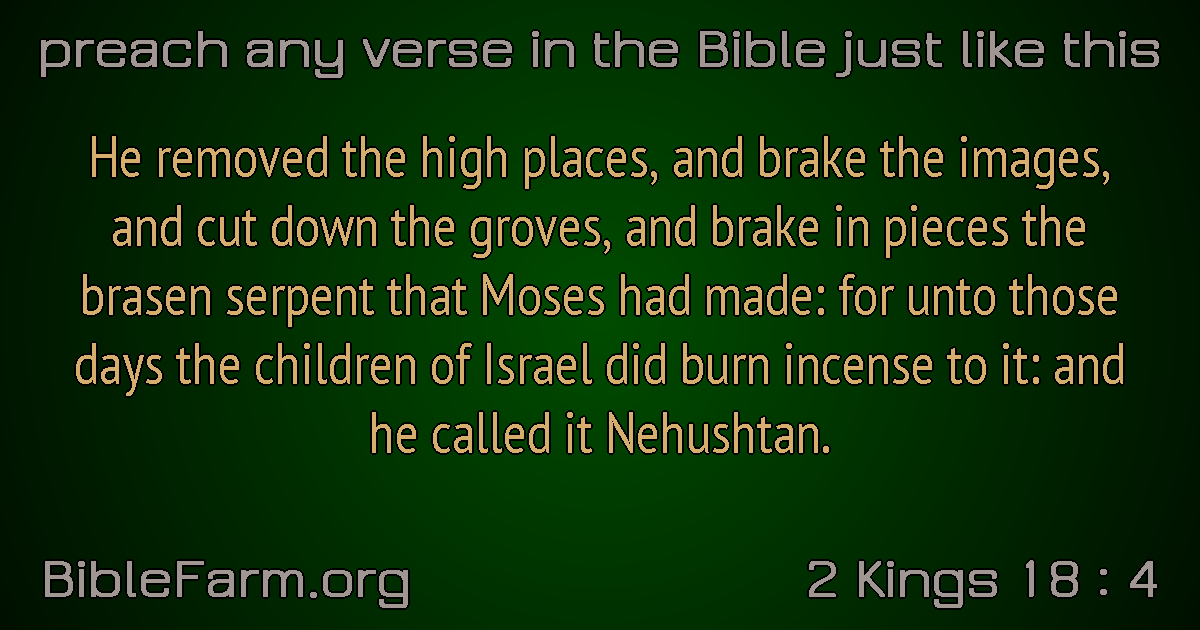 preach any verse in the Bible just like this
He removed the high places, and brake the images,
and cut down the groves, and brake in pieces the
brasen serpent that Moses had made: for unto those
days the children of Israel did burn incense to it: and
he called it Nehushtan.
BibleFarm.org
2 Kings 18 : 4